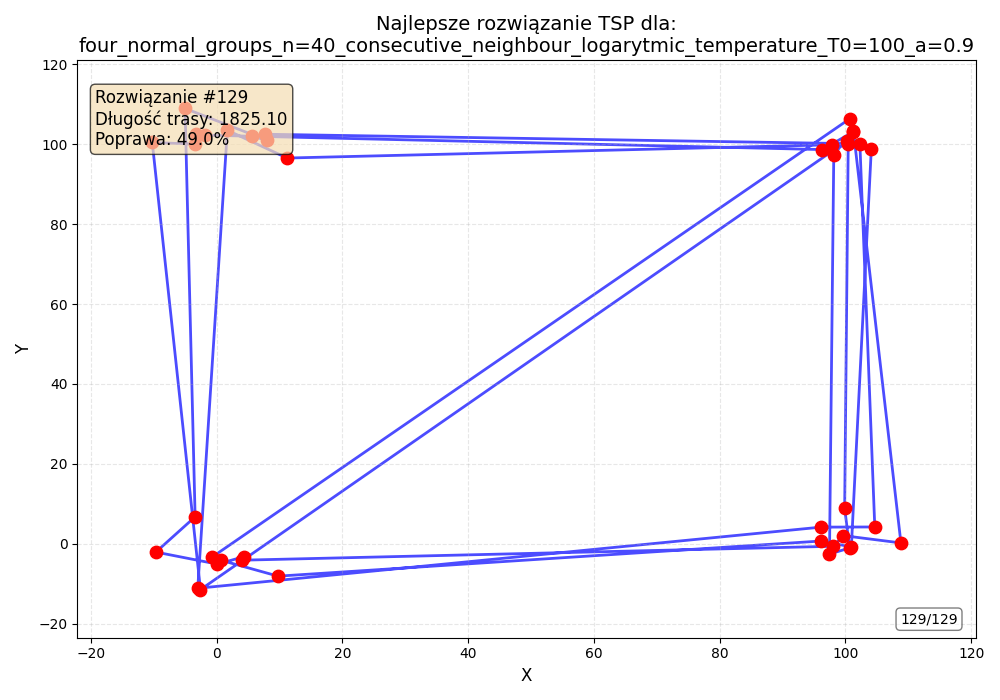 Najlepsze rozwiązanie TSP dla:
four_normal_groups_n=40_consecutive_neighbour_logarytmic_temperature_T0=100_a=0.9
Rozwiązanie #129
Długość trasy: 1825.10
Poprawa: 49.0%
120
100
80
60
40
20
0
−20
Y
−20
0
20
40
60
80
100
120
X
129/129